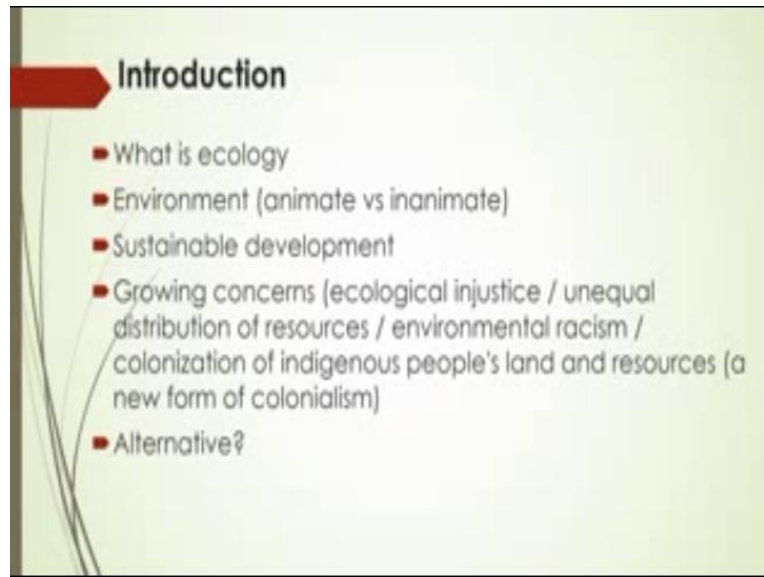 Introduction
What is ecology
Environment (animate vs inanimate)
Sustainable development
Growing concerns (ecological injustice / unequal
distribution of resources / environmental racism /
colonization of indigenous people's land and resources (a
new form of colonialism)
Alternative?